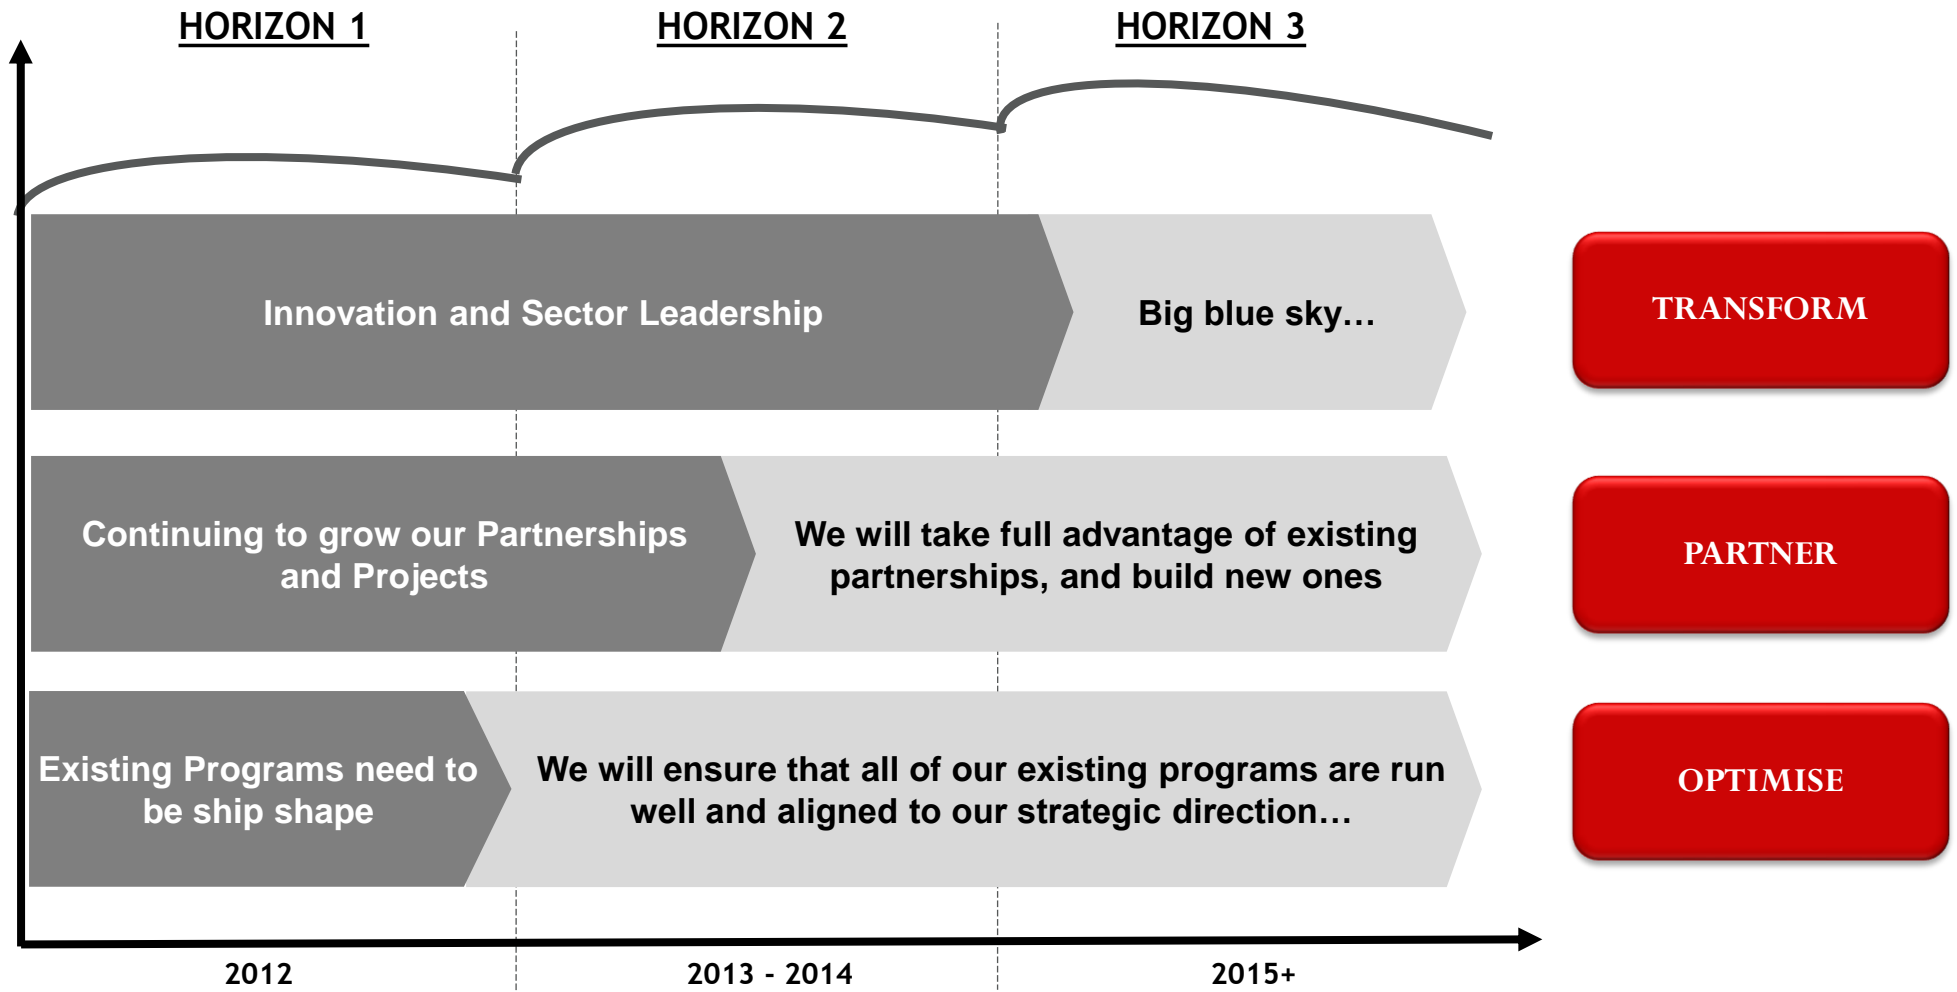 HORIZON 1
HORIZON 2
HORIZON 3
Innovation and Sector Leadership
Big blue sky…
TRANSFORM
Continuing to grow our Partnerships
and Projects
We will take full advantage of existing
partnerships, and build new ones
PARTNER
Existing Programs need to
be ship shape
We will ensure that all of our existing programs are run
well and aligned to our strategic direction…
OPTIMISE
2012
2013 - 2014
2015+